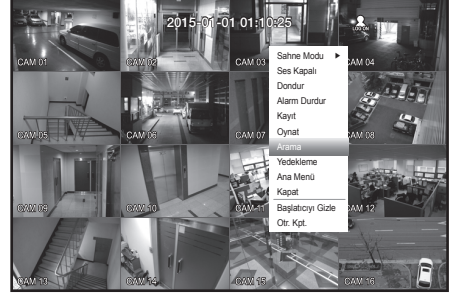 2015-01-01 01:10:25
LOG ON
CAM 01
CAM 02
CAM 03
CAM 04
Sahne Modu
Ses Kapalı
Dondur
Alarm Durdur
Kayıt
Oynat
Arama
Yedekleme
Ana Menü
Kapat
Başlatıcıyı Gizle
Otr. Kpt.
CAM 05
CAM 06
CAM 07
CAM 08
CAM 09
CAM 10
CAM 11
CAM 12
CAM 13
CAM 14
CAM 15
CAM 16